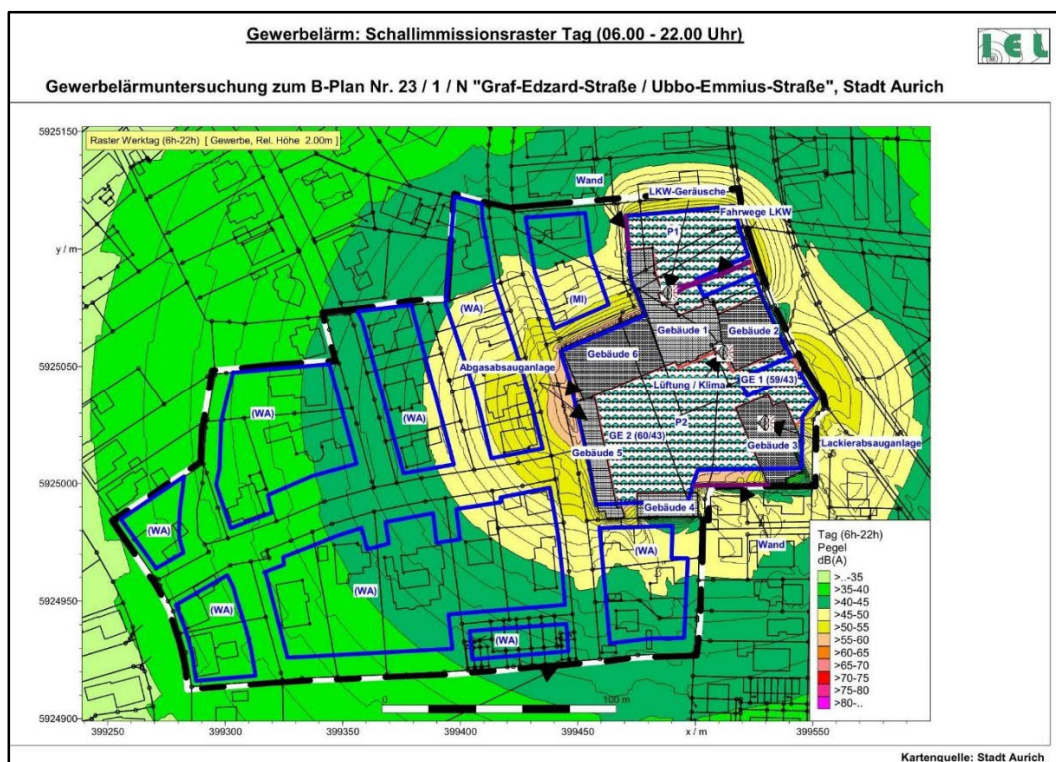 Gewerbelärm: Schallimmissionsraster Tag (06.00 - 22.00 Uhr)
IEL
Gewerbelärmuntersuchung zum B-Plan Nr. 23 / 1 / N "Graf-Edzard-Straße / Ubbo-Emmius-Straße", Stadt Aurich
5925150
Raster Werktag (6h-22h) [ Gewerbe, Rel. Höhe 2.00m ]
Wand
LKW-Geräusche
Fahrwege LKW
P1
y / m
5925100
(WA)
(MI)
Gebäude 1
Gebäude 2
Gebäude 6
5925050
Abgasabsauganlage
Lüftung / Klima
GE 1 (59/43)
(WA)
(WA)
P2
GE 2 (60/43)
Gebäude 3
Lackierabsauganlage
Gebäude 5
5925000
Gebäude 4
(WA)
(WA)
Wand
(WA)
5924950
(WA)
(WA)
Tag (6h-22h)
Pegel
dB(A)
>..-35
>35-40
>40-45
>45-50
>50-55
>55-60
>60-65
>65-70
>70-75
>75-80
>80-..
0 100 m
5924900
399250 399300 399350 399400 399450 x / m 399550
Kartenquelle: Stadt Aurich